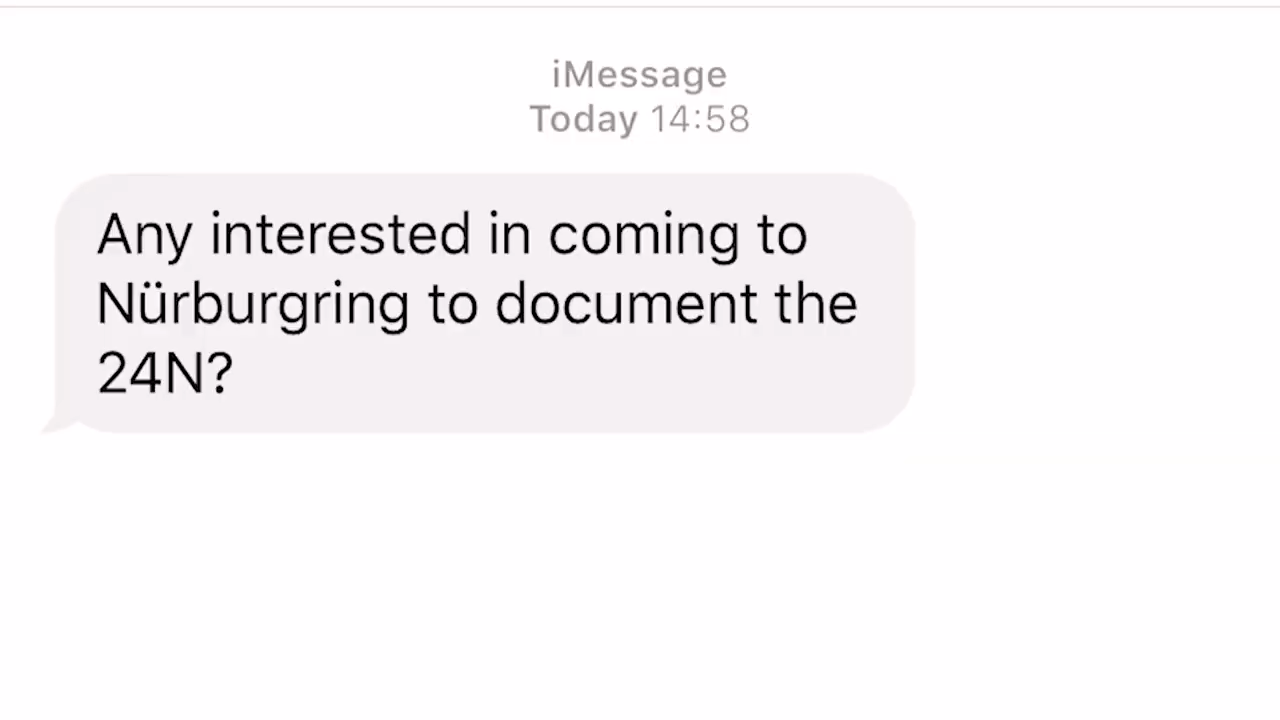 iMessage
Today 14:58
Any interested in coming to
Nürburgring to document the
24N?